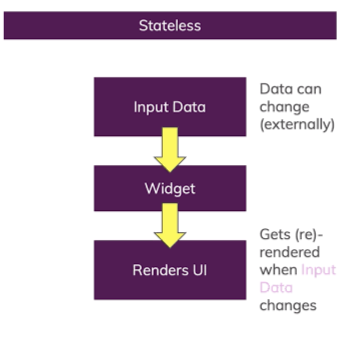 Stateless
Input Data
Data can
change
(externally)
Widget
Renders UI
Gets (re)-
rendered
when Input
Data
changes